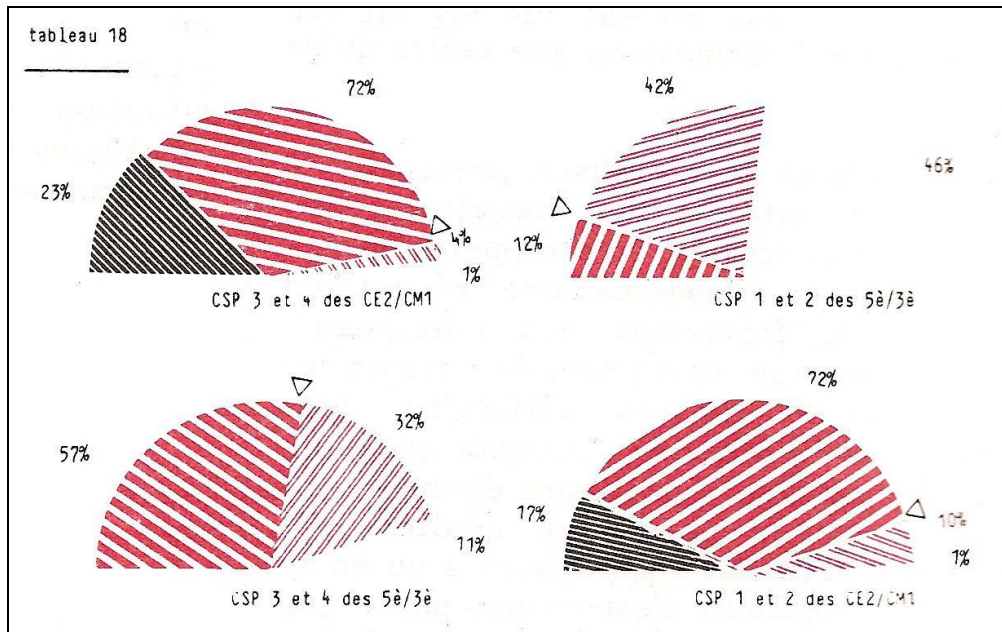 tableau 18
72%
42%
23%
4%
1%
46%
12%
CSP 3 et 4 des CE2/CM1
CSP 1 et 2 des 5è/3è
57%
32%
11%
72%
17%
10%
1%
CSP 3 et 4 des 5è/3è
CSP 1 et 2 des CE2/CM1